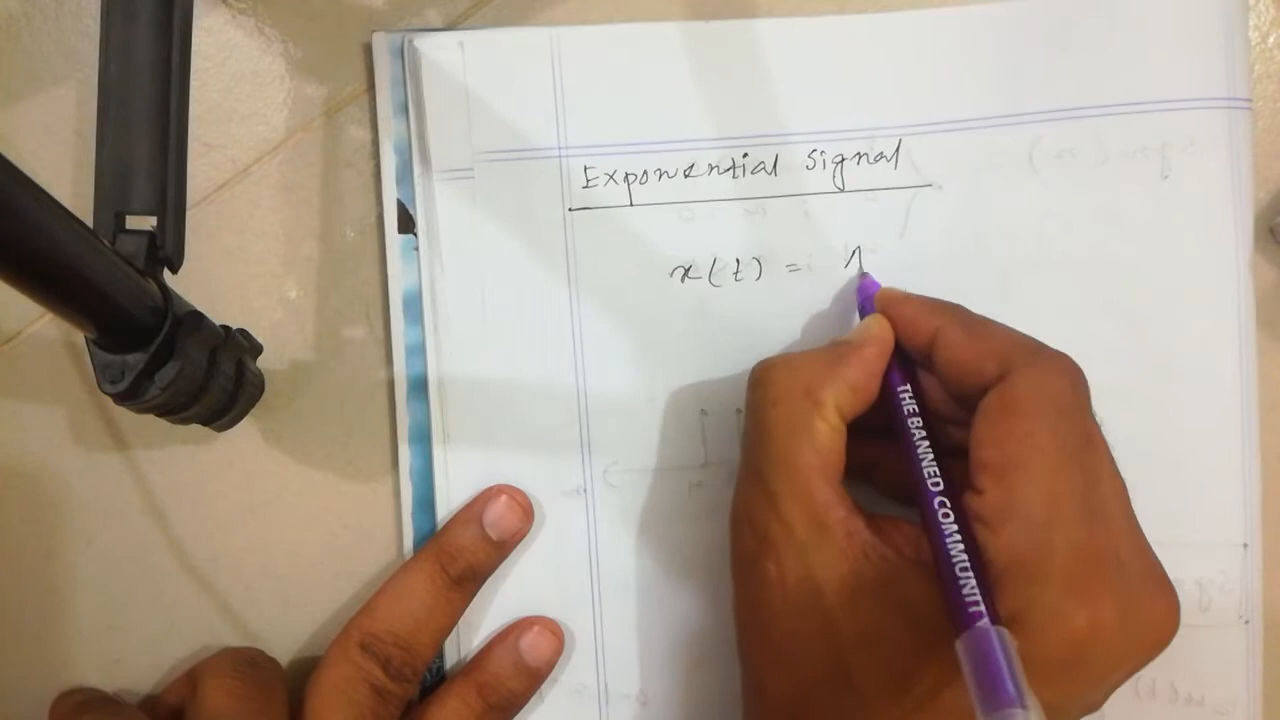 Exponential Signal
x(t) =
THE BANNED COMMUNIT